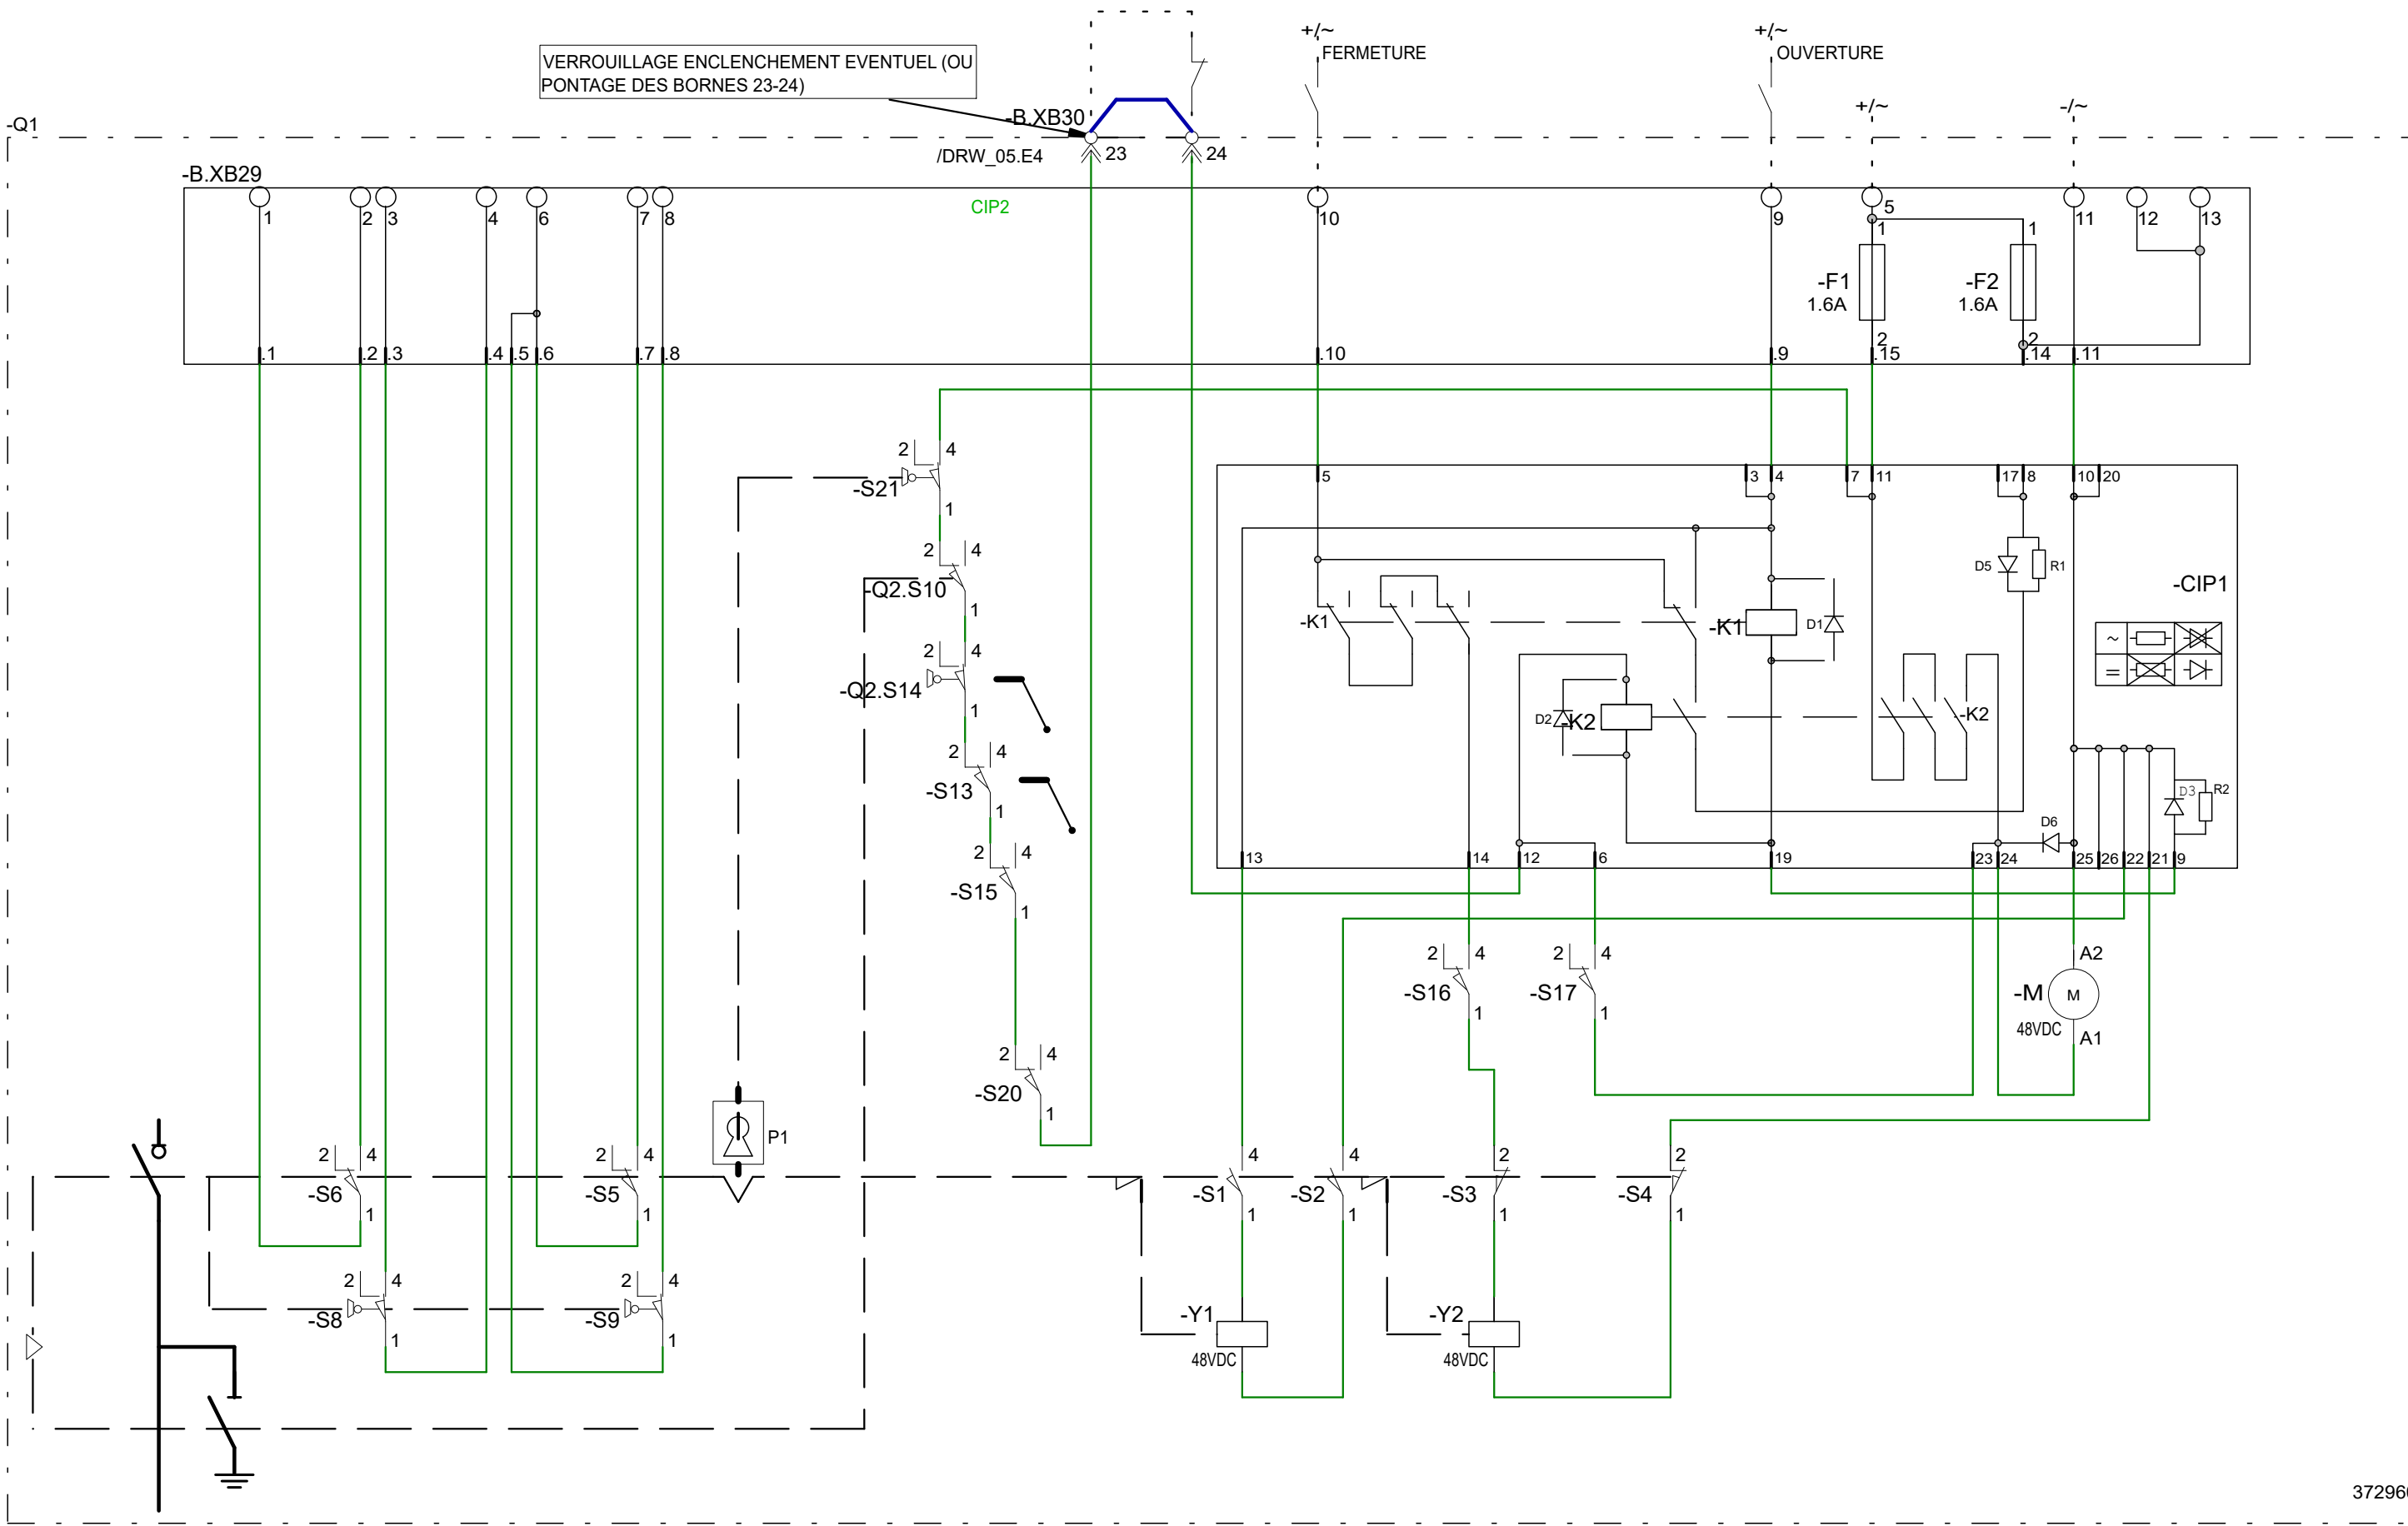 +/~
+/~
FERMETURE
OUVERTURE
VERROUILLAGE ENCLENCHEMENT EVENTUEL (OU
PONTAGE DES BORNES 23-24)
+/~
-/~
-Q1
-B.XB30
/DRW_05.E4
23
24
-B.XB29
CIP2
1
2
3
4
6
7
8
10
9
5
11
12
13
1
1
-F1
1.6A
-F2
1.6A
2
2
.1
.2
.3
.4
.5
.6
.7
.8
.10
.9
.15
.14
.11
2
4
-S21
1
5
3
4
7
11
17
8
10
20
2
4
-Q2.S10
1
D5
R1
-CIP1
-K1
-K1
D1
~
=
2
4
-Q2.S14
1
D2
-K2
-K2
2
4
-S13
1
D3
R2
D6
2
4
-S15
1
13
14
12
6
19
23
24
25
26
22
21
9
2
4
-S16
1
2
4
-S17
1
A2
-M
M
48VDC
A1
2
4
-S20
1
P1
2
4
-S6
1
2
4
-S5
1
4
-S1
1
4
-S2
1
2
-S3
1
2
-S4
1
2
4
-S8
1
2
4
-S9
1
-Y1
48VDC
-Y2
48VDC